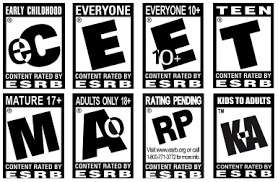 EARLY CHILDHOOD EVERYONE EVERYONE 10+ TEEN
eC E E 10+ T
CONTENT RATED BY CONTENT RATED BY CONTENT RATED BY CONTENT RATED BY
ESRB ESRB ESRB ESRB
MATURE 17+ ADULTS ONLY 18+ RATING PENDING KIDS TO ADULTS
M AO RP K-A
Visit www.esrb.org or call
1-800-771-3772 for more info.
CONTENT RATED BY CONTENT RATED BY CONTENT RATED BY CONTENT RATED BY
ESRB ESRB ESRB ESRB